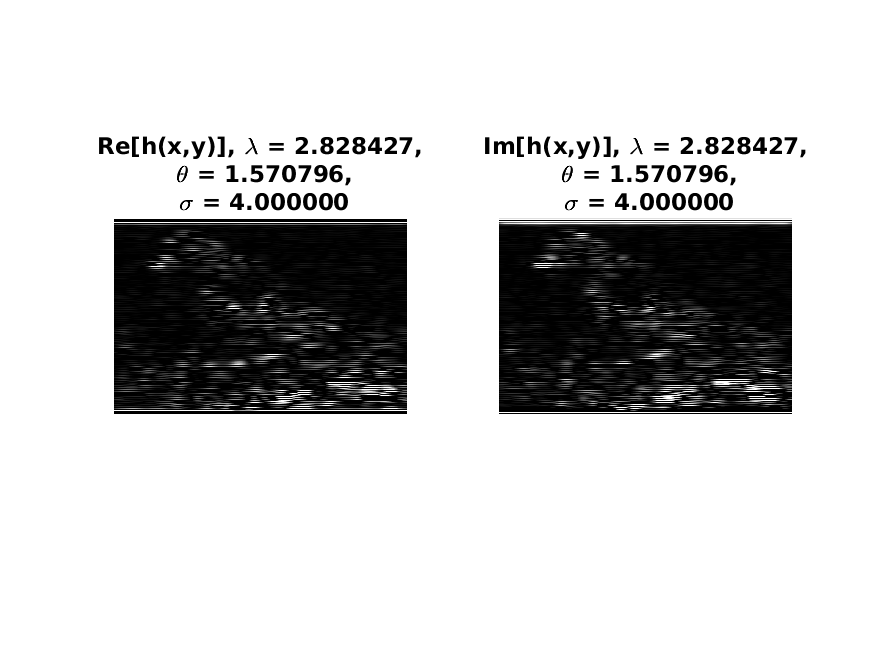 Re[h(x,y)], λ = 2.828427,
θ = 1.570796,
σ = 4.000000
Im[h(x,y)], λ = 2.828427,
θ = 1.570796,
σ = 4.000000